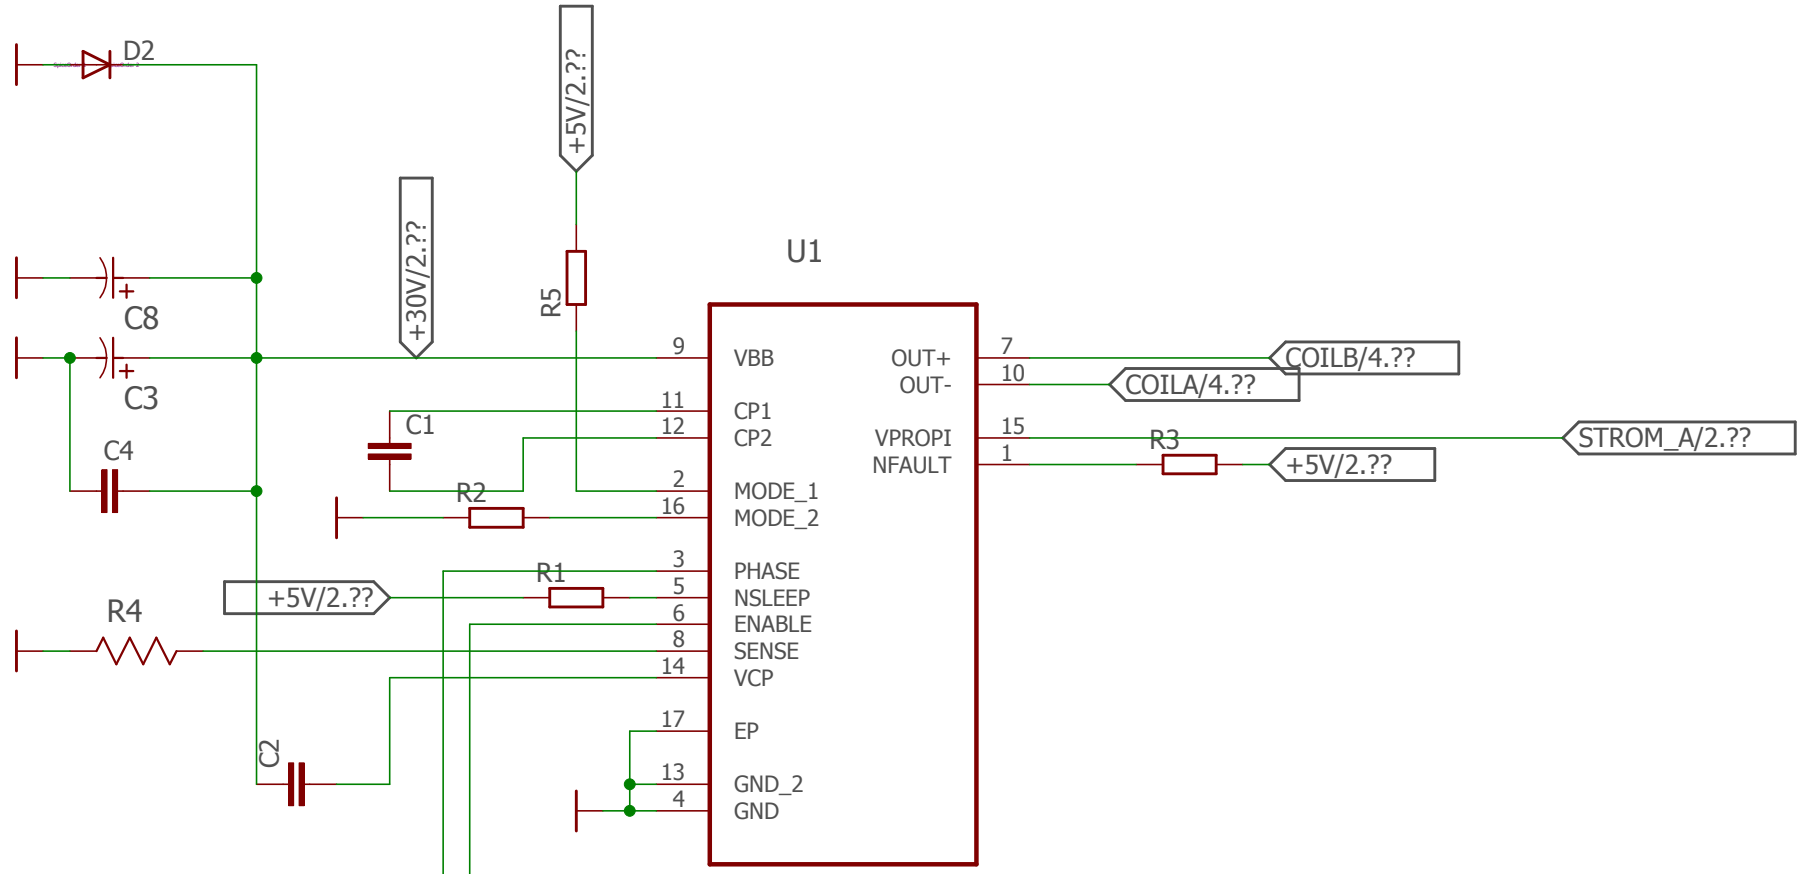 D2
+5V/2.??
+30V/2.??
U1
R5
C8
C3
C4
C1
R2
R1
+5V/2.??
R4
C2
9 VBB
11 CP1
12 CP2
2 MODE_1
16 MODE_2
3 PHASE
5 NSLEEP
6 ENABLE
8 SENSE
14 VCP
17 EP
13 GND_2
4 GND
OUT+ 7
OUT- 10
VPROPI 15
NFAULT 1
COILB/4.??
COILA/4.??
R3
STROM_A/2.??
+5V/2.??